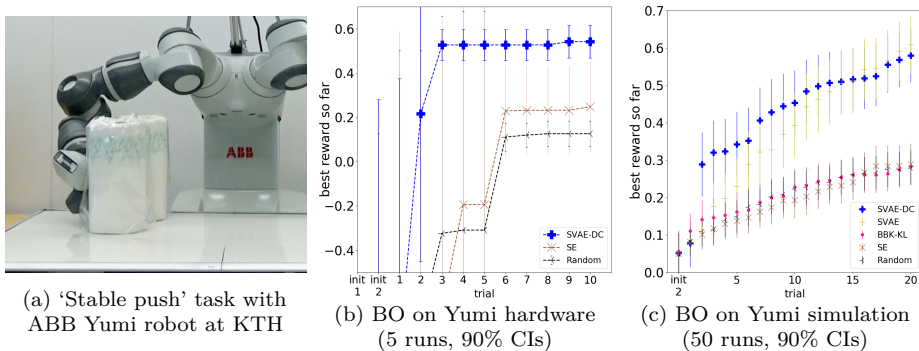 ABB
(a) ‘Stable push’ task with
ABB Yumi robot at KTH
best reward so far
0.6
0.4
0.2
0.0
−0.2
−0.4
init 1
init 2
1
2
3
4
5
6
7
8
9
10
trial
SVAE-DC
SE
Random
(b) BO on Yumi hardware
(5 runs, 90% CIs)
best reward so far
0.7
0.6
0.5
0.4
0.3
0.2
0.1
0.0
init 2
5
10
15
20
trial
SVAE-DC
SVAE
BBK-KL
SE
Random
(c) BO on Yumi simulation
(50 runs, 90% CIs)